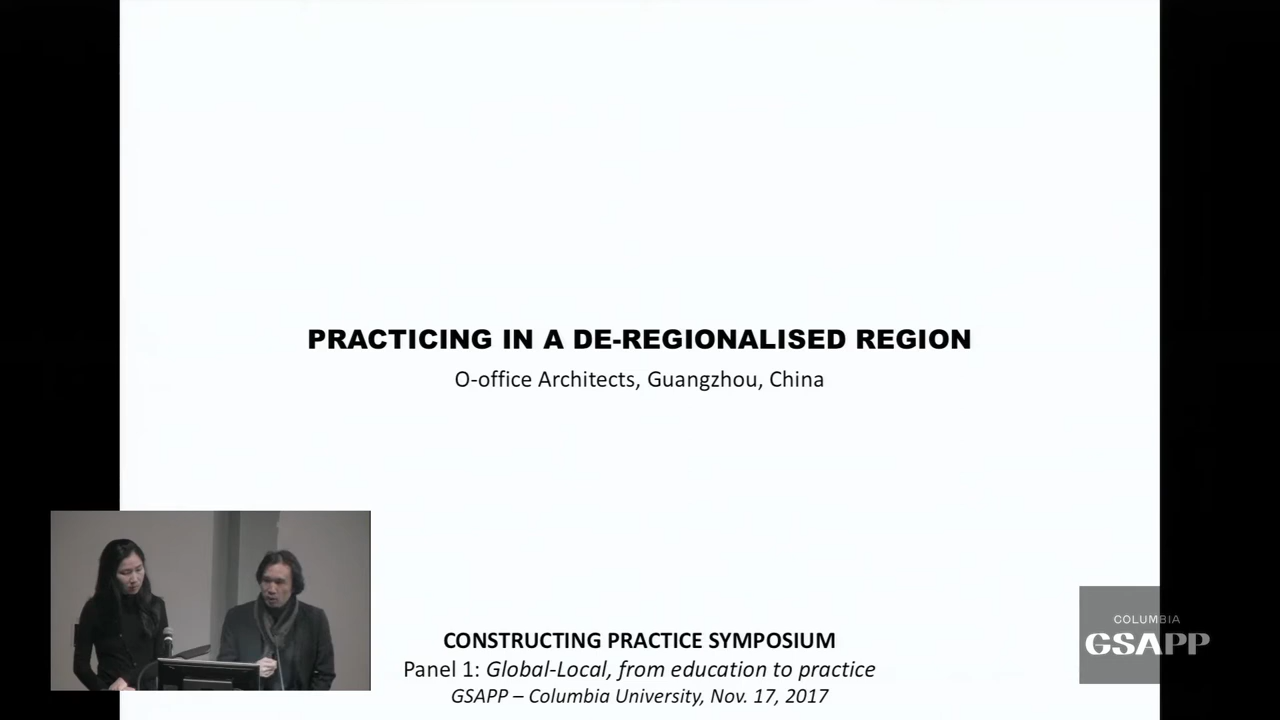 PRACTICING IN A DE-REGIONALISED REGION
O-office Architects, Guangzhou, China
CONSTRUCTING PRACTICE SYMPOSIUM
Panel 1: Global-Local, from education to practice
GSAPP – Columbia University, Nov. 17, 2017
COLUMBIA
GSAPP